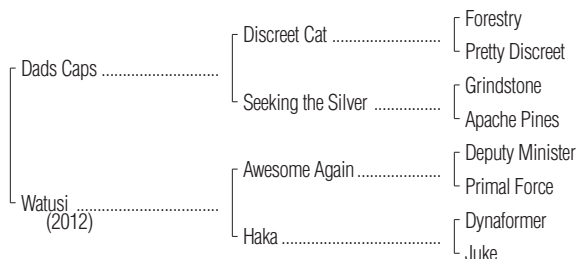 Forestry
Discreet Cat ....................
Pretty Discreet
Dads Caps .....................
Grindstone
Seeking the Silver ............
Apache Pines
Deputy Minister
Awesome Again ...............
Primal Force
Watusi .....................
(2012)
Dynaformer
Haka .............................
Juke